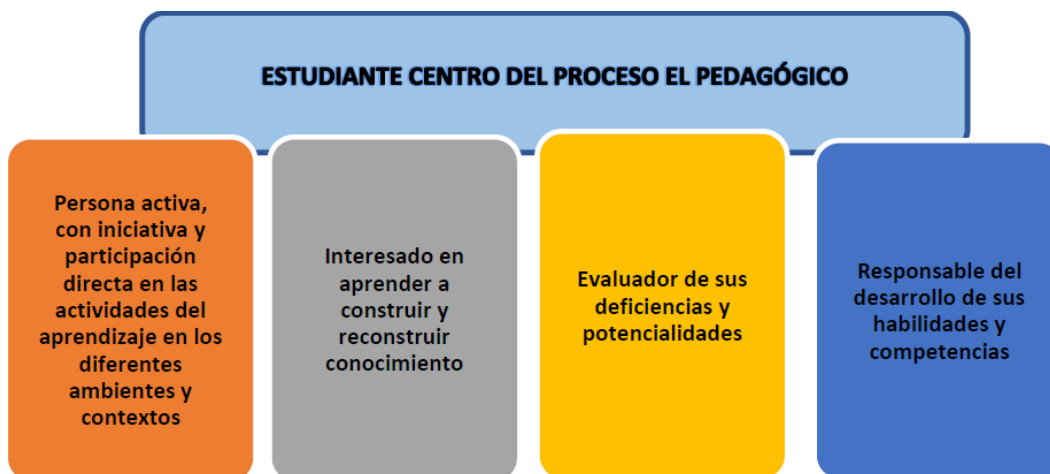 ESTUDIANTE CENTRO DEL PROCESO EL PEDAGÓGICO
Persona activa,
con iniciativa y
participación
directa en las
actividades del
aprendizaje en los
diferentes
ambientes y
contextos
Interesado en
aprender a
construir y
reconstruir
conocimiento
Evaluador de sus
deficiencias y
potencialidades
Responsable del
desarrollo de sus
habilidades y
competencias